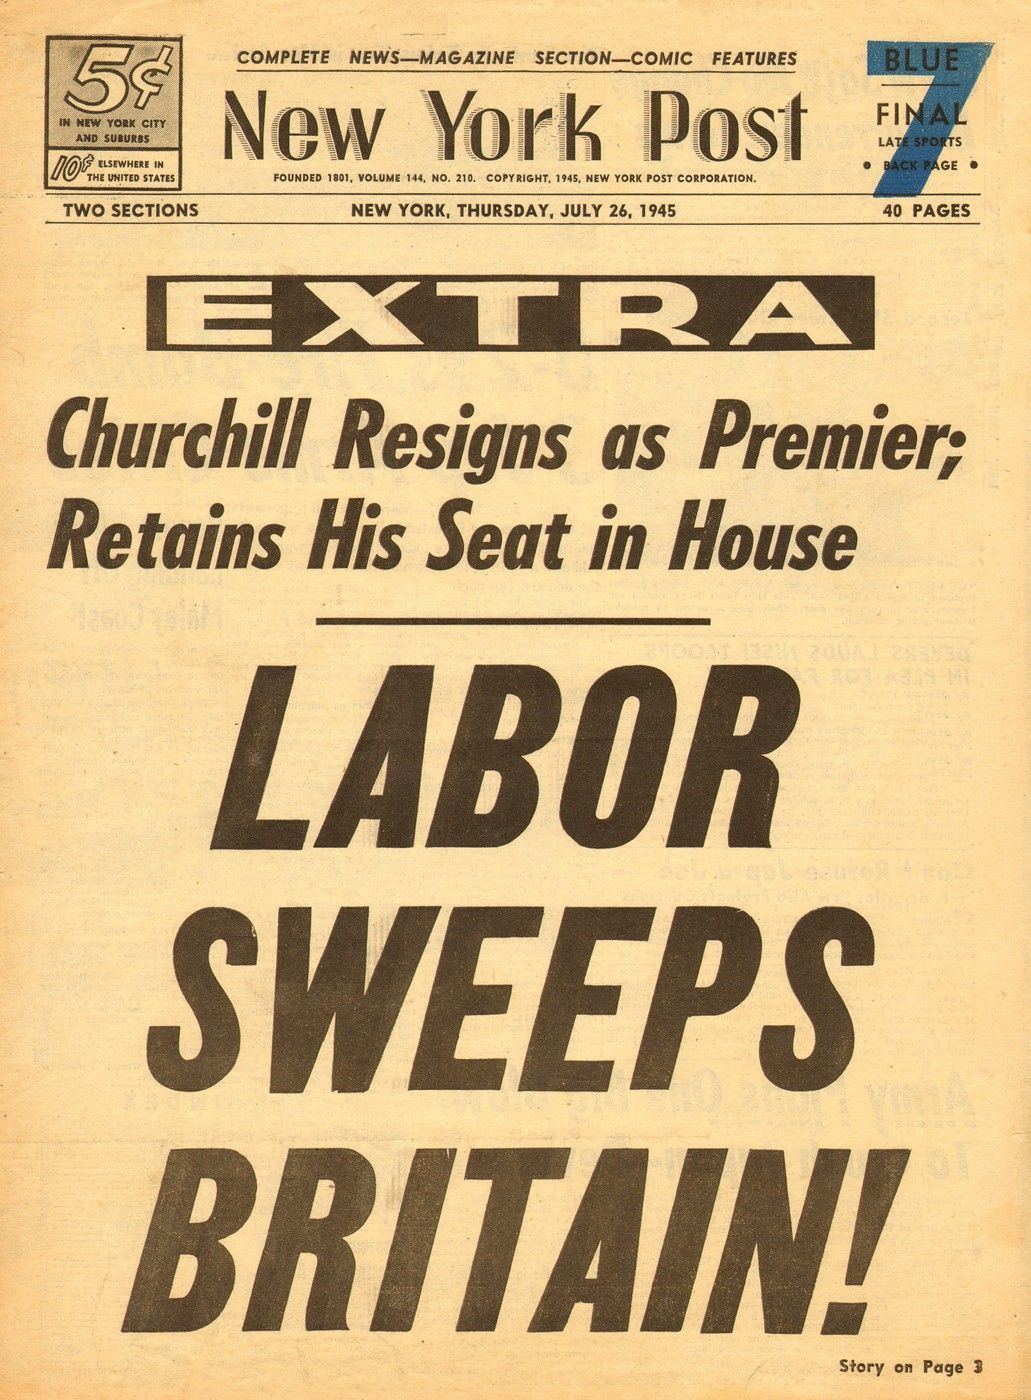 5¢
IN NEW YORK CITY
AND SUBURBS
10¢ ELSEWHERE IN
THE UNITED STATES
COMPLETE NEWS—MAGAZINE SECTION—COMIC FEATURES
New York Post
FOUNDED 1801, VOLUME 144, NO. 210. COPYRIGHT, 1945, NEW YORK POST CORPORATION.
7
BLUE
FINAL
LATE SPORTS
• BACK PAGE •
TWO SECTIONS NEW YORK, THURSDAY, JULY 26, 1945 40 PAGES
EXTRA
Churchill Resigns as Premier;
Retains His Seat in House
LABOR
SWEEPS
BRITAIN!
Story on Page 3